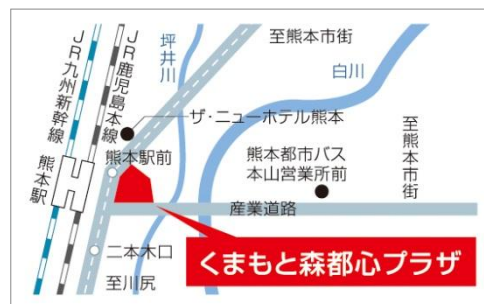 至熊本市街
坪井川
白川
JR鹿児島本線
JR九州新幹線
ザ・ニューホテル熊本
熊本駅前
熊本駅
熊本都市バス
本山営業所前
至熊本市街
産業道路
二本木口
至川尻
くまもと森都心プラザ